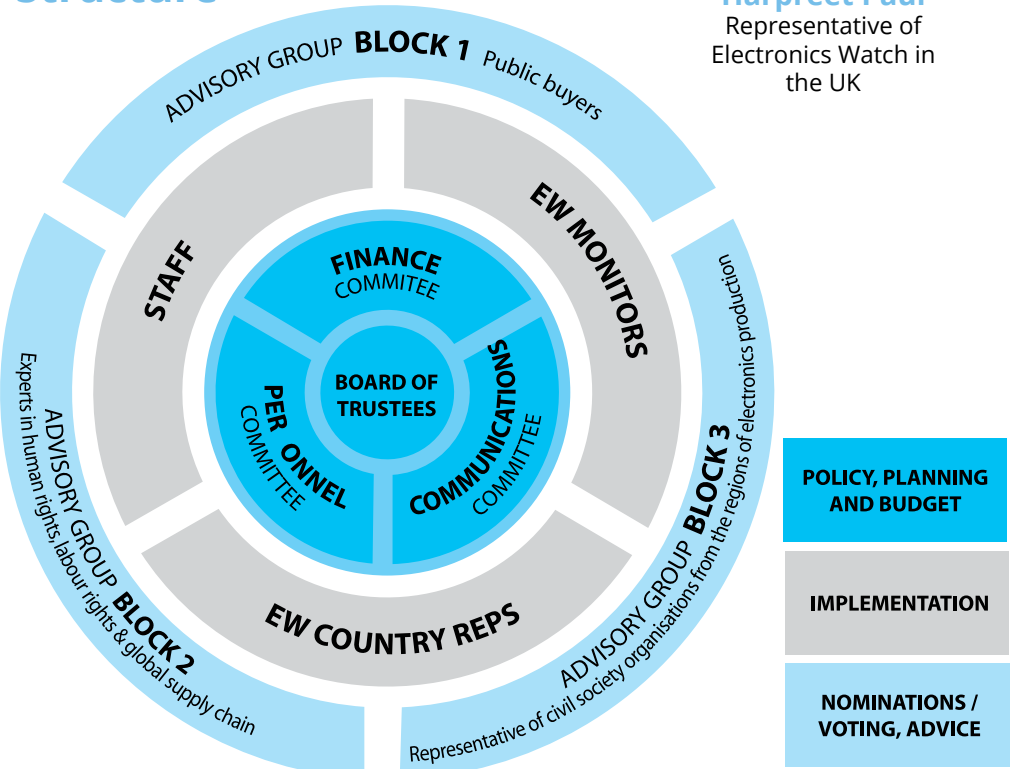 Structure
Harpreet Paul
Representative of
Electronics Watch in
the UK
ADVISORY GROUP BLOCK 1 Public buyers
STAFF
EW MONITORS
EW COUNTRY REPS
FINANCE
COMMITEE
PER ONNEL
COMMITTEE
COMMUNICATIONS
COMMITTEE
BOARD OF
TRUSTEES
ADVISORY GROUP BLOCK 2
Experts in human rights, labour rights & global supply chain
ADVISORY GROUP BLOCK 3
Representative of civil society organisations from the regions of electronics production
POLICY, PLANNING
AND BUDGET
IMPLEMENTATION
NOMINATIONS /
VOTING, ADVICE